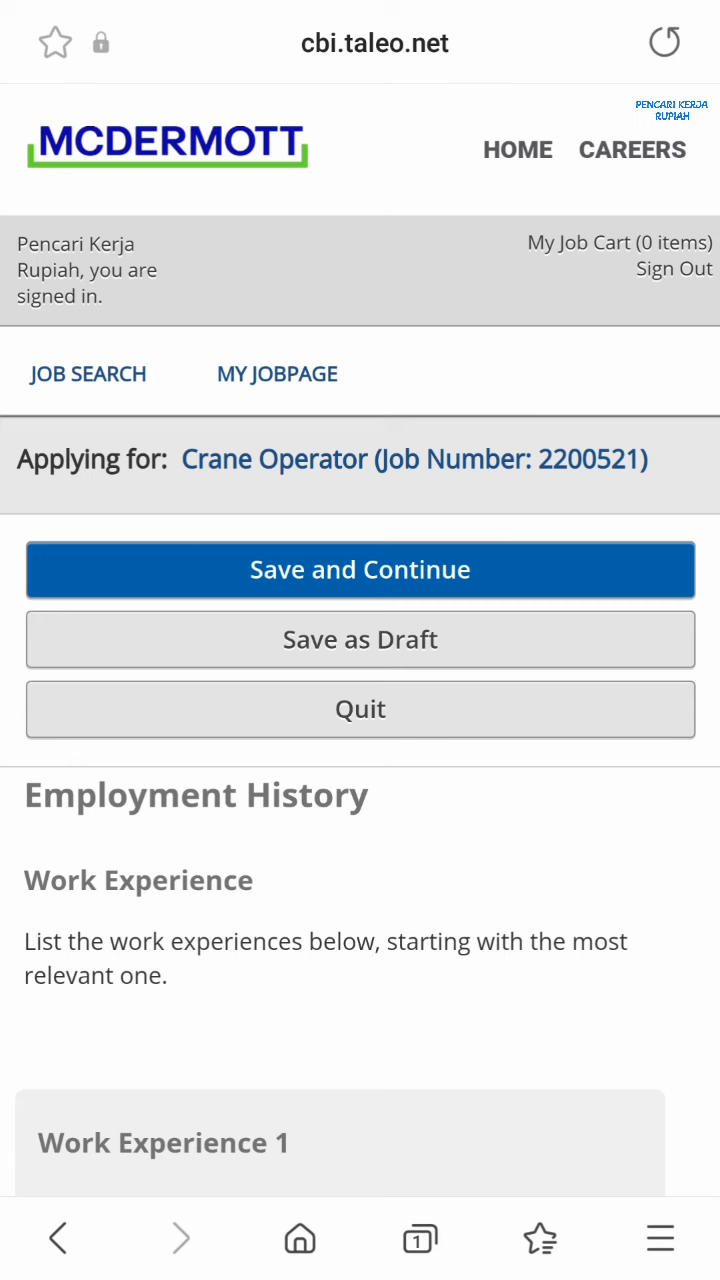 cbi.taleo.net
PENCARI KERJA
RUPIAH
MCDERMOTT
HOME CAREERS
Pencari Kerja
Rupiah, you are
signed in.
My Job Cart (0 items)
Sign Out
JOB SEARCH MY JOBPAGE
Applying for: Crane Operator (Job Number: 2200521)
Save and Continue
Save as Draft
Quit
Employment History
Work Experience
List the work experiences below, starting with the most
relevant one.
Work Experience 1
1